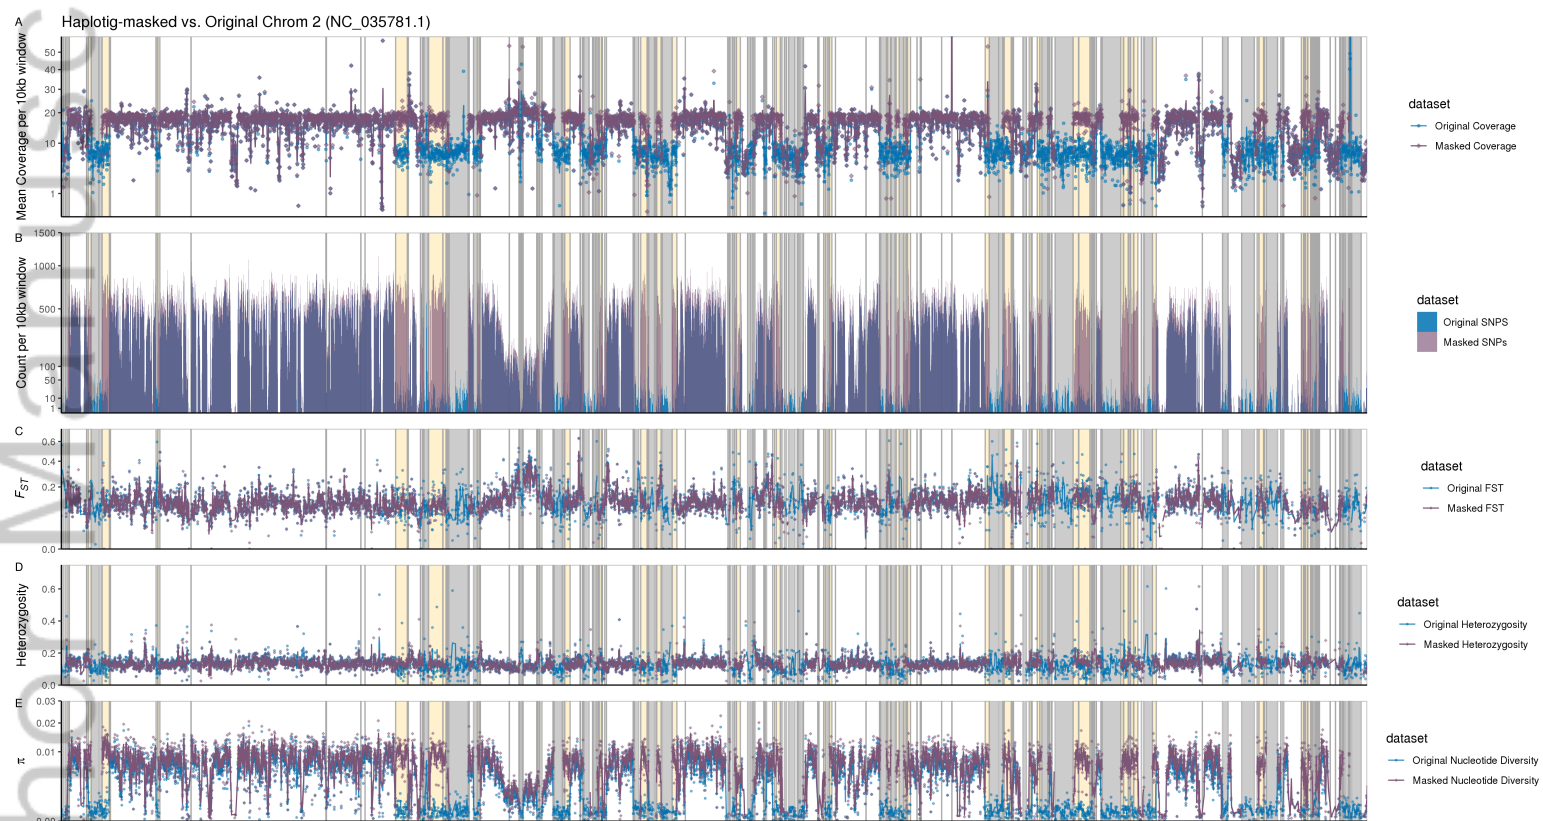 A
Haplotig-masked vs. Original Chrom 2 (NC_035781.1)
Mean Coverage per 10kb window
50
40
30
20
10
1
dataset
Original Coverage
Masked Coverage
B
Count per 10kb window
1500
1000
500
100
50
10
1
dataset
Original SNPS
Masked SNPs
C
FST
0.6
0.4
0.2
0.0
dataset
Original FST
Masked FST
D
Heterozygosity
0.6
0.4
0.2
0.0
dataset
Original Heterozygosity
Masked Heterozygosity
E
π
0.03
0.02
0.01
0.00
dataset
Original Nucleotide Diversity
Masked Nucleotide Diversity